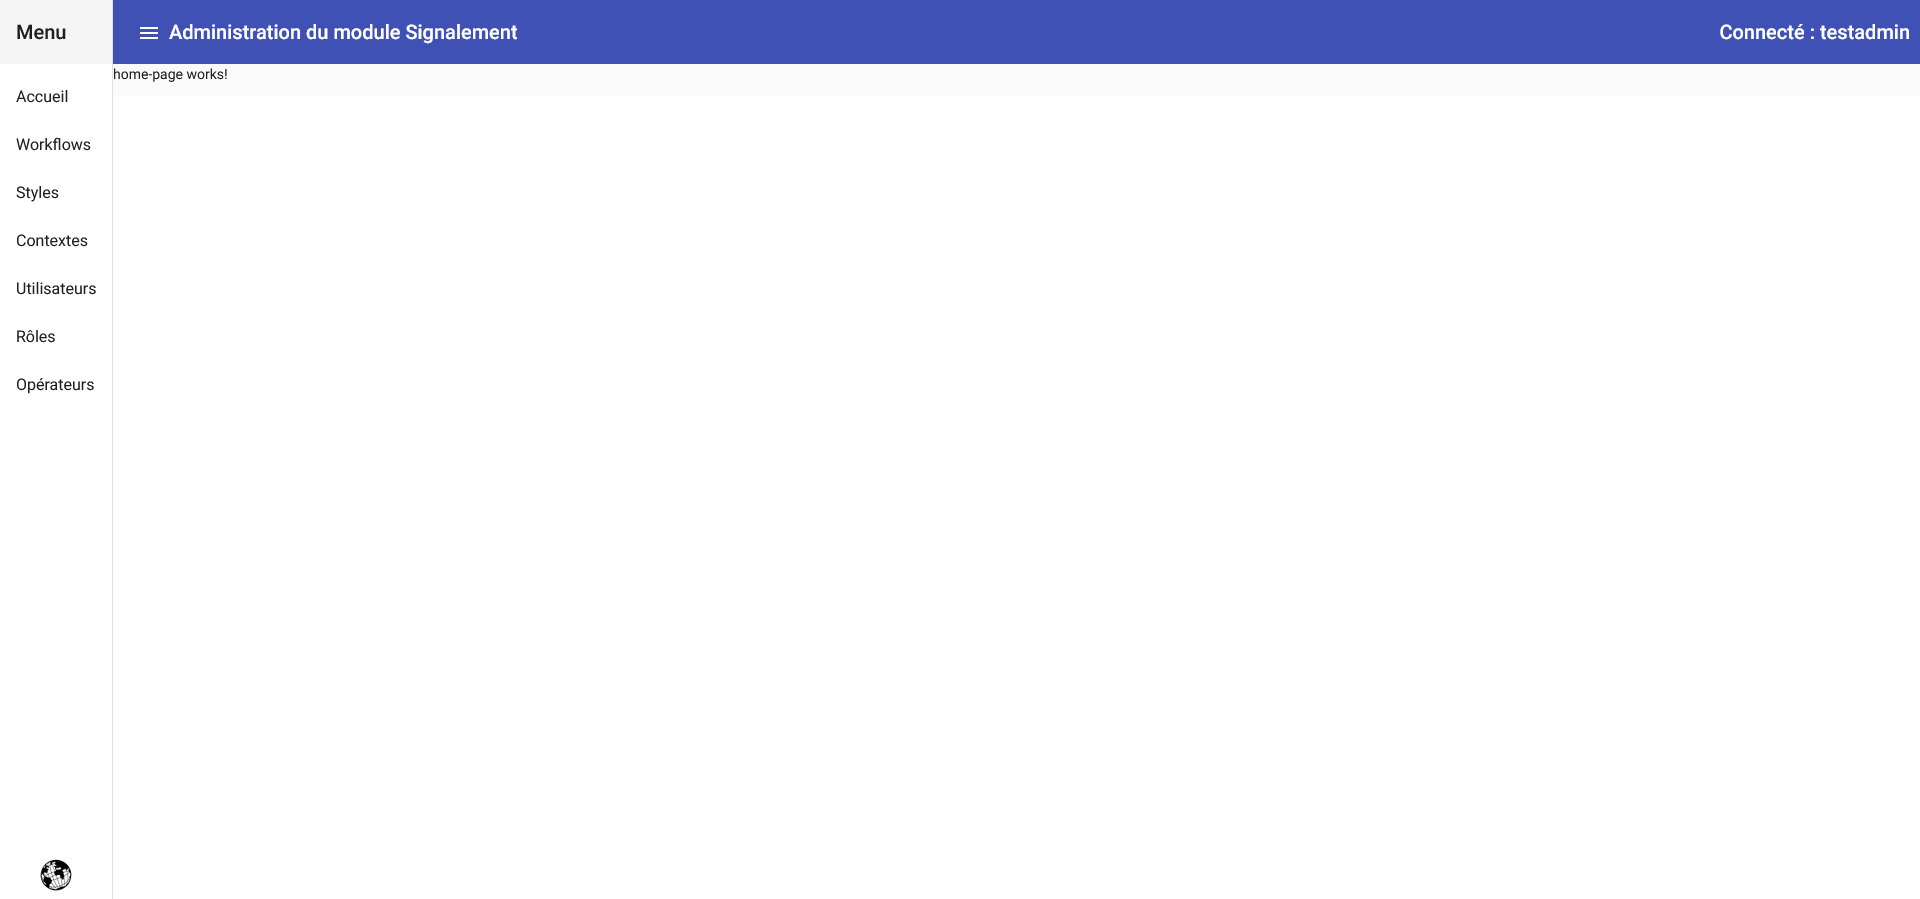 Menu
Administration du module Signalement
Connecté : testadmin
home-page works!
Accueil
Workflows
Styles
Contextes
Utilisateurs
Rôles
Opérateurs